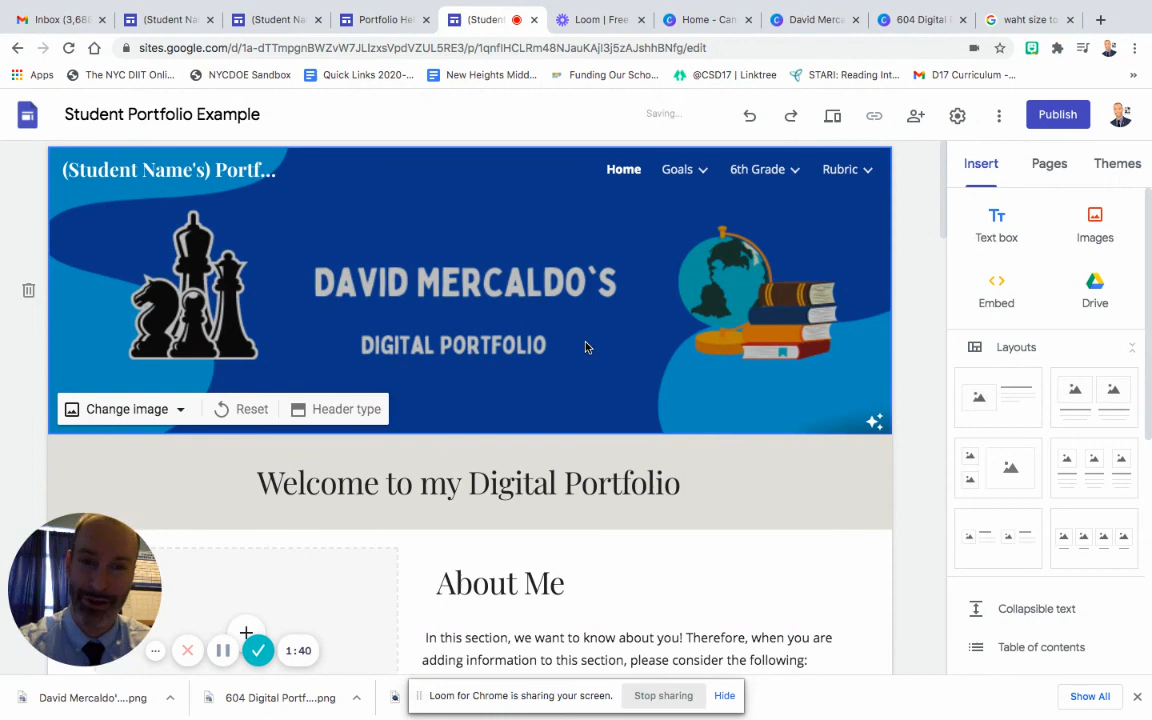 Inbox (3,688
(Student Na
(Student Na
Portfolio Hel
(Student
Loom | Free
Home - Can
David Merca
604 Digital
waht size to
sites.google.com/d/1a-dTTmpgnBWZvW7JLIzxsVpdVZUL5RE3/p/1qnfIHCLRm48NJauKAjI3j5zAJshhBNfg/edit
Apps
The NYC DIIT Onli...
NYCDOE Sandbox
Quick Links 2020-...
New Heights Midd...
Funding Our Scho...
@CSD17 | Linktree
STARI: Reading Int...
D17 Curriculum -...
»
Student Portfolio Example
Saving...
Publish
(Student Name's) Portf...
Home
Goals
6th Grade
Rubric
Insert
Pages
Themes
DAVID MERCALDO`S
DIGITAL PORTFOLIO
Tt
Text box
Images
Embed
Drive
Layouts
Change image
Reset
Header type
Welcome to my Digital Portfolio
About Me
In this section, we want to know about you! Therefore, when you are
adding information to this section, please consider the following:
Collapsible text
Table of contents
1:40
David Mercaldo'....png
604 Digital Portf....png
Loom for Chrome is sharing your screen.
Stop sharing
Hide
Show All